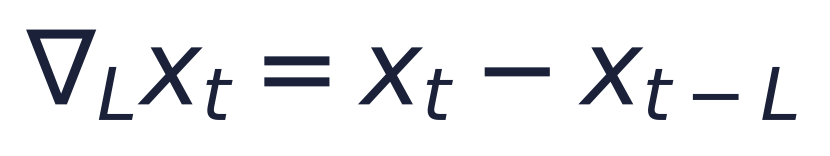 ∇_L x_t = x_t − x_{t−L}